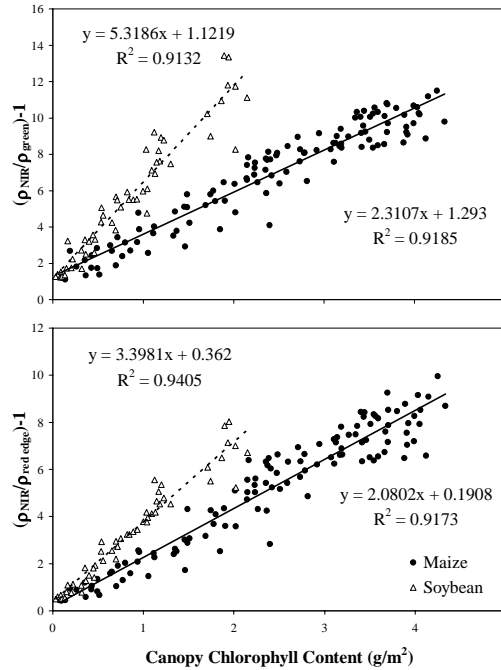 16
14
12
10
8
6
4
2
0
(ρNIR/ρgreen)-1
y = 5.3186x + 1.1219
R² = 0.9132
y = 2.3107x + 1.293
R² = 0.9185
12
10
8
6
4
2
0
(ρNIR/ρred edge)-1
y = 3.3981x + 0.362
R² = 0.9405
y = 2.0802x + 0.1908
R² = 0.9173
Maize
Soybean
0 1 2 3 4
Canopy Chlorophyll Content (g/m²)